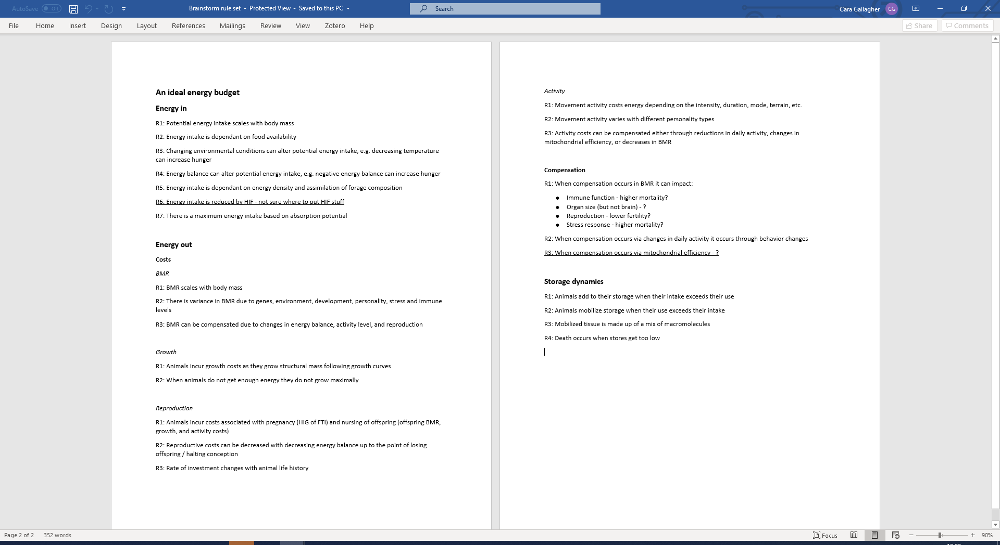 AutoSave Off
Brainstorm rule set - Protected View - Saved to this PC
Search
Cara Gallagher CG
File Home Insert Design Layout References Mailings Review View Zotero Help
Share Comments
An ideal energy budget
Energy in
R1: Potential energy intake scales with body mass
R2: Energy intake is dependant on food availability
R3: Changing environmental conditions can alter potential energy intake, e.g. decreasing temperature
can increase hunger
R4: Energy balance can alter potential energy intake, e.g. negative energy balance can increase hunger
R5: Energy intake is dependant on energy density and assimilation of forage composition
R6: Energy intake is reduced by HIF - not sure where to put HIF stuff
R7: There is a maximum energy intake based on absorption potential
Energy out
Costs
BMR
R1: BMR scales with body mass
R2: There is variance in BMR due to genes, environment, development, personality, stress and immune
levels
R3: BMR can be compensated due to changes in energy balance, activity level, and reproduction
Growth
R1: Animals incur growth costs as they grow structural mass following growth curves
R2: When animals do not get enough energy they do not grow maximally
Reproduction
R1: Animals incur costs associated with pregnancy (HIG of FTI) and nursing of offspring (offspring BMR,
growth, and activity costs)
R2: Reproductive costs can be decreased with decreasing energy balance up to the point of losing
offspring / halting conception
R3: Rate of investment changes with animal life history
Activity
R1: Movement activity costs energy depending on the intensity, duration, mode, terrain, etc.
R2: Movement activity varies with different personality types
R3: Activity costs can be compensated either through reductions in daily activity, changes in
mitochondrial efficiency, or decreases in BMR
Compensation
R1: When compensation occurs in BMR it can impact:
● Immune function - higher mortality?
● Organ size (but not brain) - ?
● Reproduction - lower fertility?
● Stress response - higher mortality?
R2: When compensation occurs via changes in daily activity it occurs through behavior changes
R3: When compensation occurs via mitochondrial efficiency - ?
Storage dynamics
R1: Animals add to their storage when their intake exceeds their use
R2: Animals mobilize storage when their use exceeds their intake
R3: Mobilized tissue is made up of a mix of macromolecules
R4: Death occurs when stores get too low
Page 2 of 2 352 words
Focus
90%